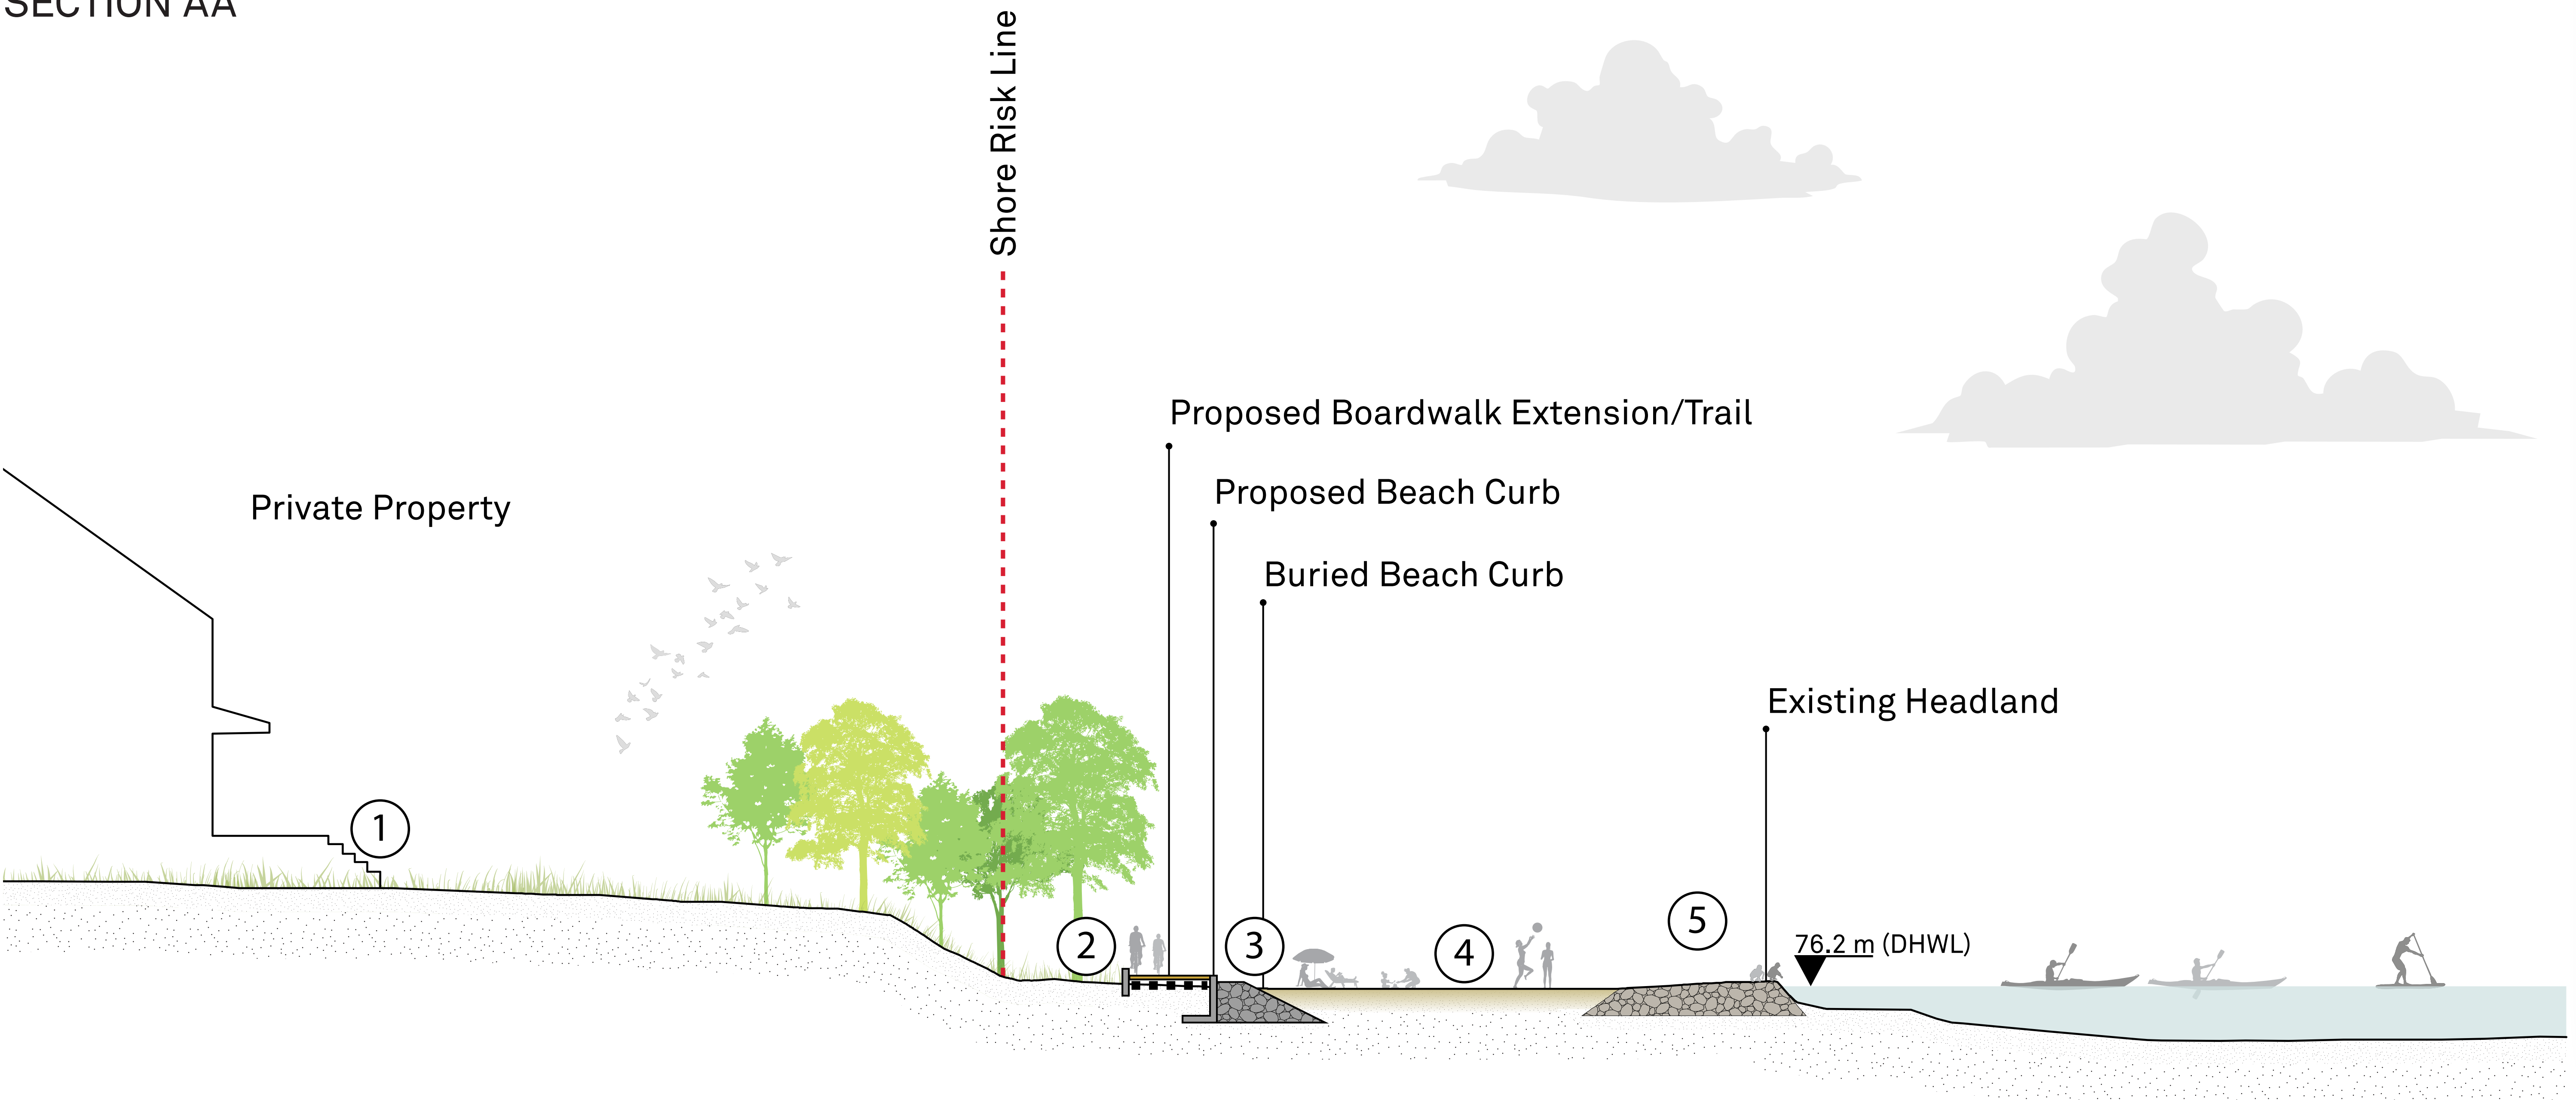 SECTION AA
Shore Risk Line
Proposed Boardwalk Extension/Trail
Proposed Beach Curb
Private Property
Buried Beach Curb
Existing Headland
1
2
3
4
5
76.2 m (DHWL)